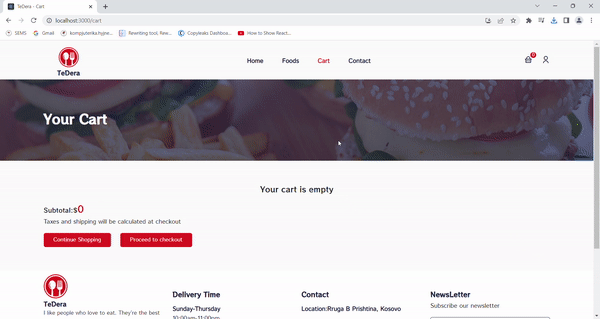 TeDera - Cart
localhost:3000/cart
SEMS
Gmail
kompjuterika.hyjne...
Rewriting tool, Rew...
Copyleaks Dashboa...
How to Show React...
TeDera
Home
Foods
Cart
Contact
0
Your Cart
Your cart is empty
Subtotal:$0
Taxes and shipping will be calculated at checkout
Continue Shopping
Proceed to checkout
TeDera
I like people who love to eat. They're the best
Delivery Time
Sunday-Thursday
10:00am-11:00pm
Contact
Location:Rruga B Prishtina, Kosovo
NewsLetter
Subscribe our newsletter